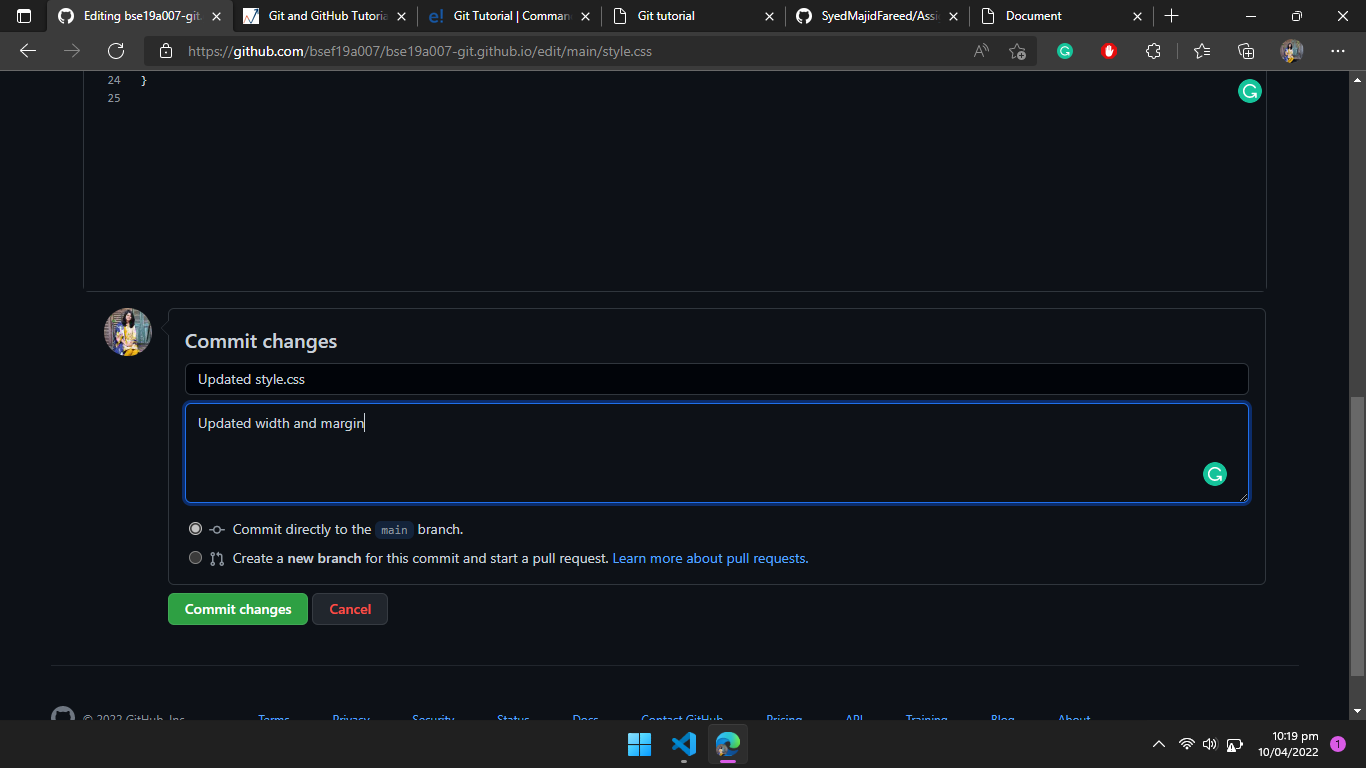 Editing bse19a007-git.
Git and GitHub Tutoria
e! Git Tutorial | Comman
Git tutorial
SyedMajidFareed/Assi
Document
https://github.com/bsef19a007/bse19a007-git.github.io/edit/main/style.css
24 }
25
Commit changes
Updated style.css
Updated width and margin
Commit directly to the main branch.
Create a new branch for this commit and start a pull request. Learn more about pull requests.
Commit changes Cancel
© 2022 GitHub, Inc. Terms Privacy Security Status Docs Contact GitHub Pricing API Training Blog About
10:19 pm
10/04/2022
1